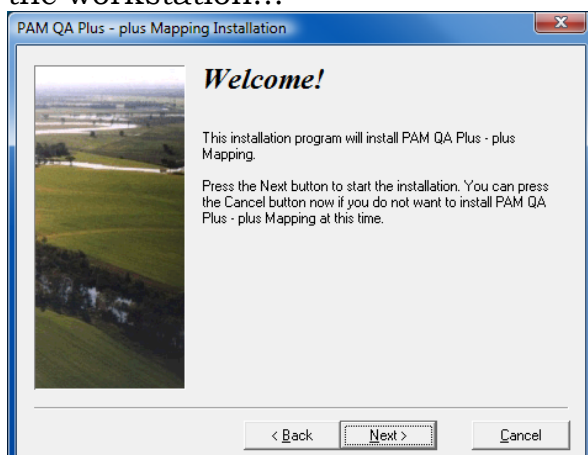 the workstation...
PAM QA Plus - plus Mapping Installation
Welcome!
This installation program will install PAM QA Plus - plus
Mapping.
Press the Next button to start the installation. You can press
the Cancel button now if you do not want to install PAM QA
Plus - plus Mapping at this time.
< Back Next > Cancel